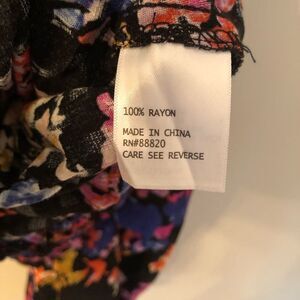 100% RAYON
MADE IN CHINA
RN#88820
CARE SEE REVERSE